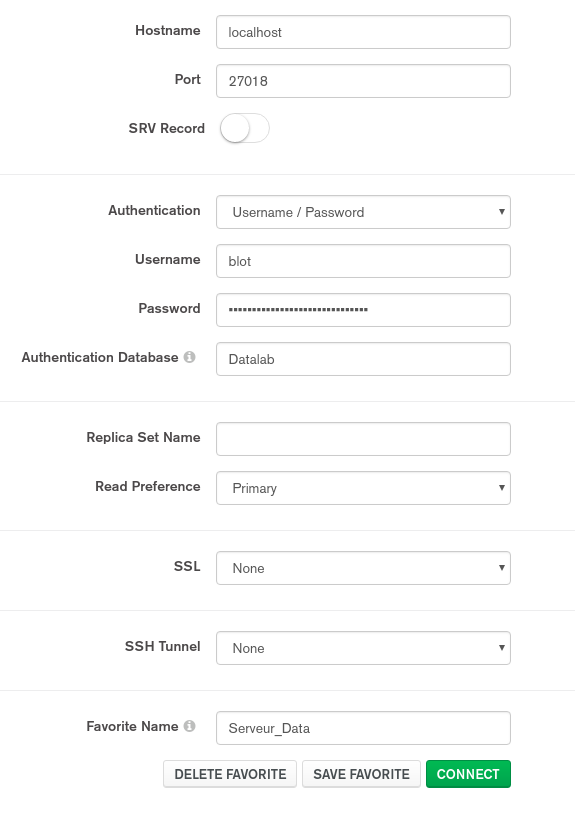 Hostname localhost
Port 27018
SRV Record
Authentication Username / Password
Username blot
Password
Authentication Database Datalab
Replica Set Name
Read Preference Primary
SSL None
SSH Tunnel None
Favorite Name Serveur_Data
DELETE FAVORITE SAVE FAVORITE CONNECT